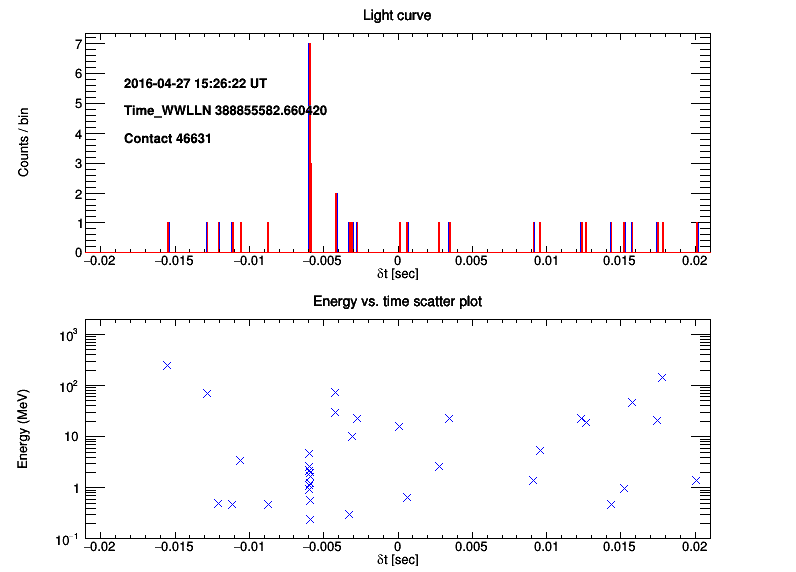 Light curve
Counts / bin
7
6
5
4
3
2
1
0
2016-04-27 15:26:22 UT
Time_WWLLN 388855582.660420
Contact 46631
−0.02 −0.015 −0.01 −0.005 0 0.005 0.01 0.015 0.02
δt [sec]
Energy vs. time scatter plot
Energy (MeV)
10³
10²
10
1
10⁻¹
−0.02 −0.015 −0.01 −0.005 0 0.005 0.01 0.015 0.02
δt [sec]